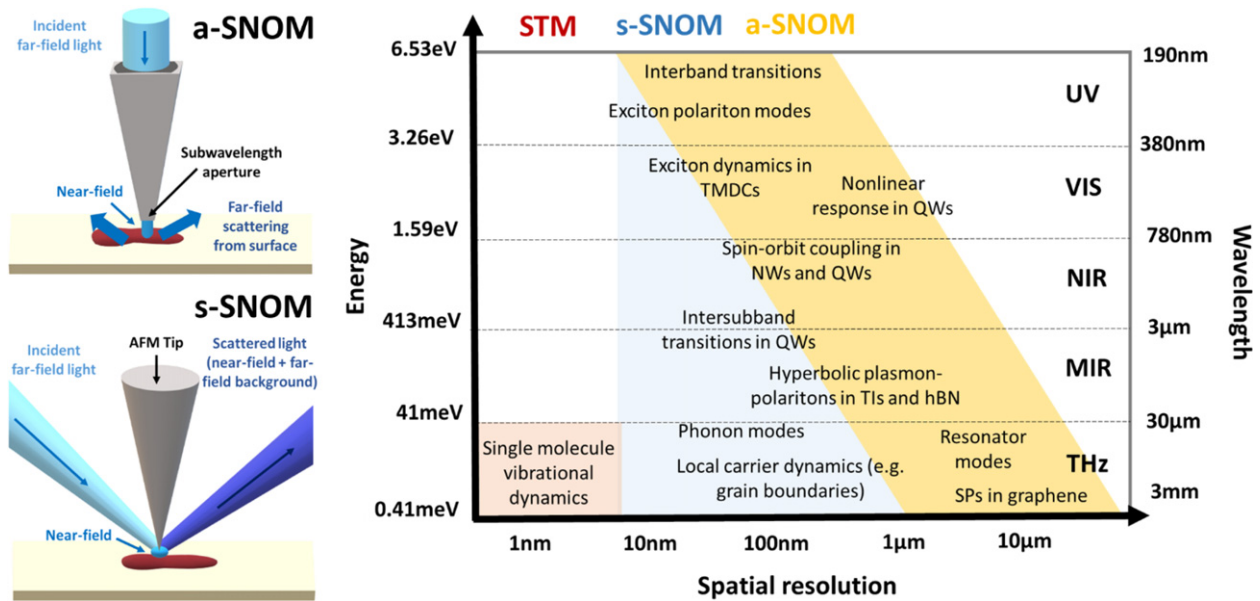 a-SNOM
Incident
far-field light
Subwavelength
aperture
Near-field
Far-field
scattering
from surface
s-SNOM
Incident
far-field light
AFM Tip
Scattered light
(near-field + far-
field background)
Near-field
STM
s-SNOM
a-SNOM
Energy
6.53eV
3.26eV
1.59eV
413meV
41meV
0.41meV
Interband transitions
Exciton polariton modes
Exciton dynamics in
TMDCs
Nonlinear
response in QWs
Spin-orbit coupling in
NWs and QWs
Intersubband
transitions in QWs
Hyperbolic plasmon-
polaritons in TIs and hBN
Single molecule
vibrational
dynamics
Phonon modes
Local carrier dynamics (e.g.
grain boundaries)
Resonator
modes
SPs in graphene
UV
VIS
NIR
MIR
THz
190nm
380nm
780nm
3μm
30μm
3mm
Wavelength
1nm
10nm
100nm
1μm
10μm
Spatial resolution